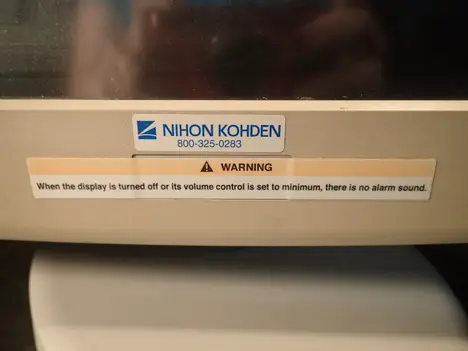 NIHON KOHDEN
800-325-0283
WARNING
When the display is turned off or its volume control is set to minimum, there is no alarm sound.